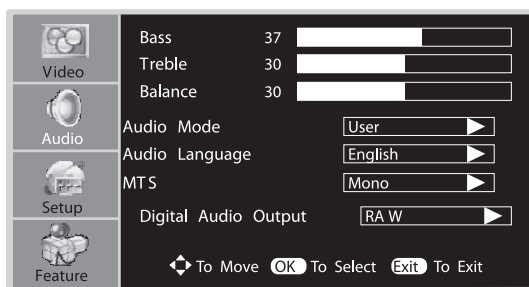 Video
Audio
Setup
Feature
Bass 37
Treble 30
Balance 30
Audio Mode User
Audio Language English
MTS Mono
Digital Audio Output RA W
To Move OK To Select Exit To Exit